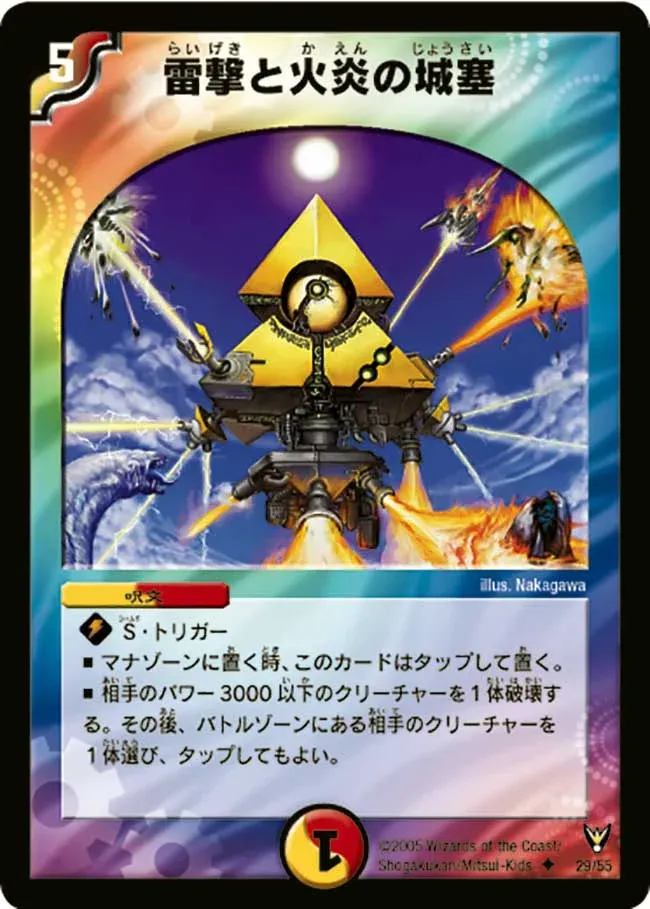 5
らいげき かえん じょうさい
雷撃と火炎の城塞
illus. Nakagawa
呪文
シールド
S・トリガー
■ マナゾーンに置く時、このカードはタップして置く。
■ 相手のパワー3000以下のクリーチャーを1体破壊す
る。その後、バトルゾーンにある相手のクリーチャーを
1体選び、タップしてもよい。
1
©2005 Wizards of the Coast/
Shogakukan/Mitsui-Kids
29/55